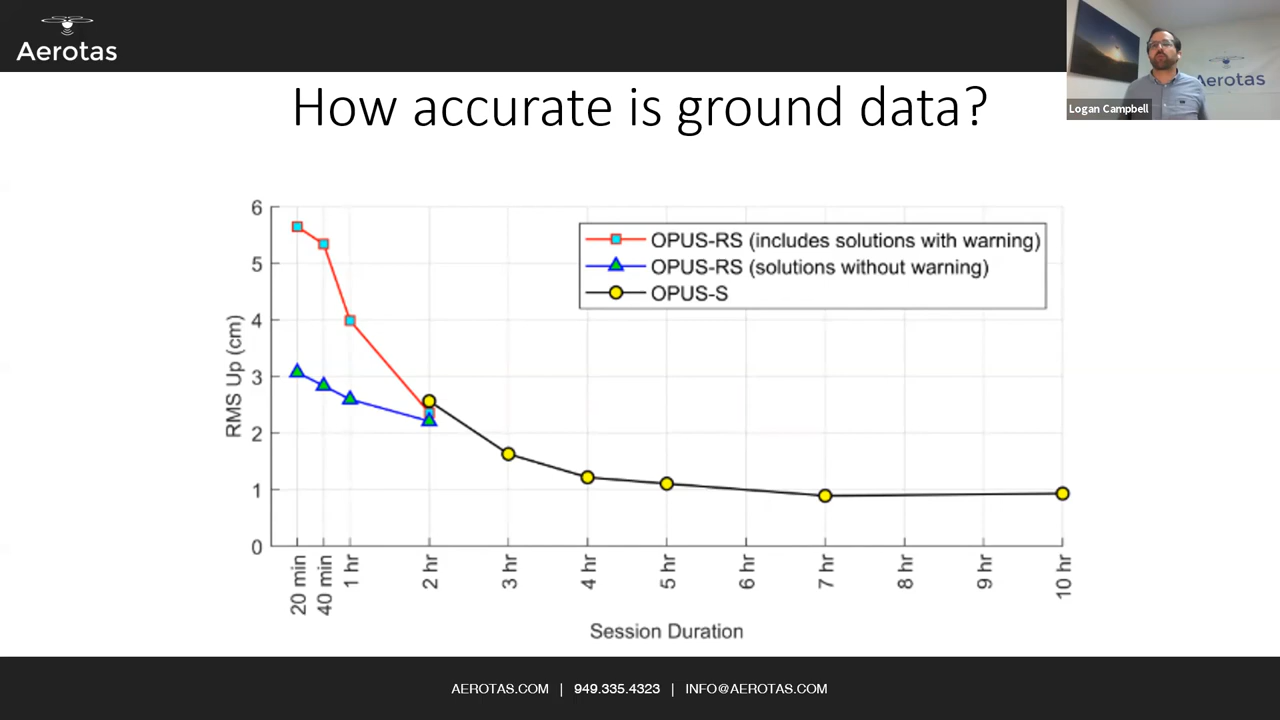 Aerotas
Aerotas
Logan Campbell
How accurate is ground data?
OPUS-RS (includes solutions with warning)
OPUS-RS (solutions without warning)
OPUS-S
RMS Up (cm)
6
5
4
3
2
1
0
20 min
40 min
1 hr
2 hr
3 hr
4 hr
5 hr
6 hr
7 hr
8 hr
9 hr
10 hr
Session Duration
AEROTAS.COM | 949.335.4323 | INFO@AEROTAS.COM